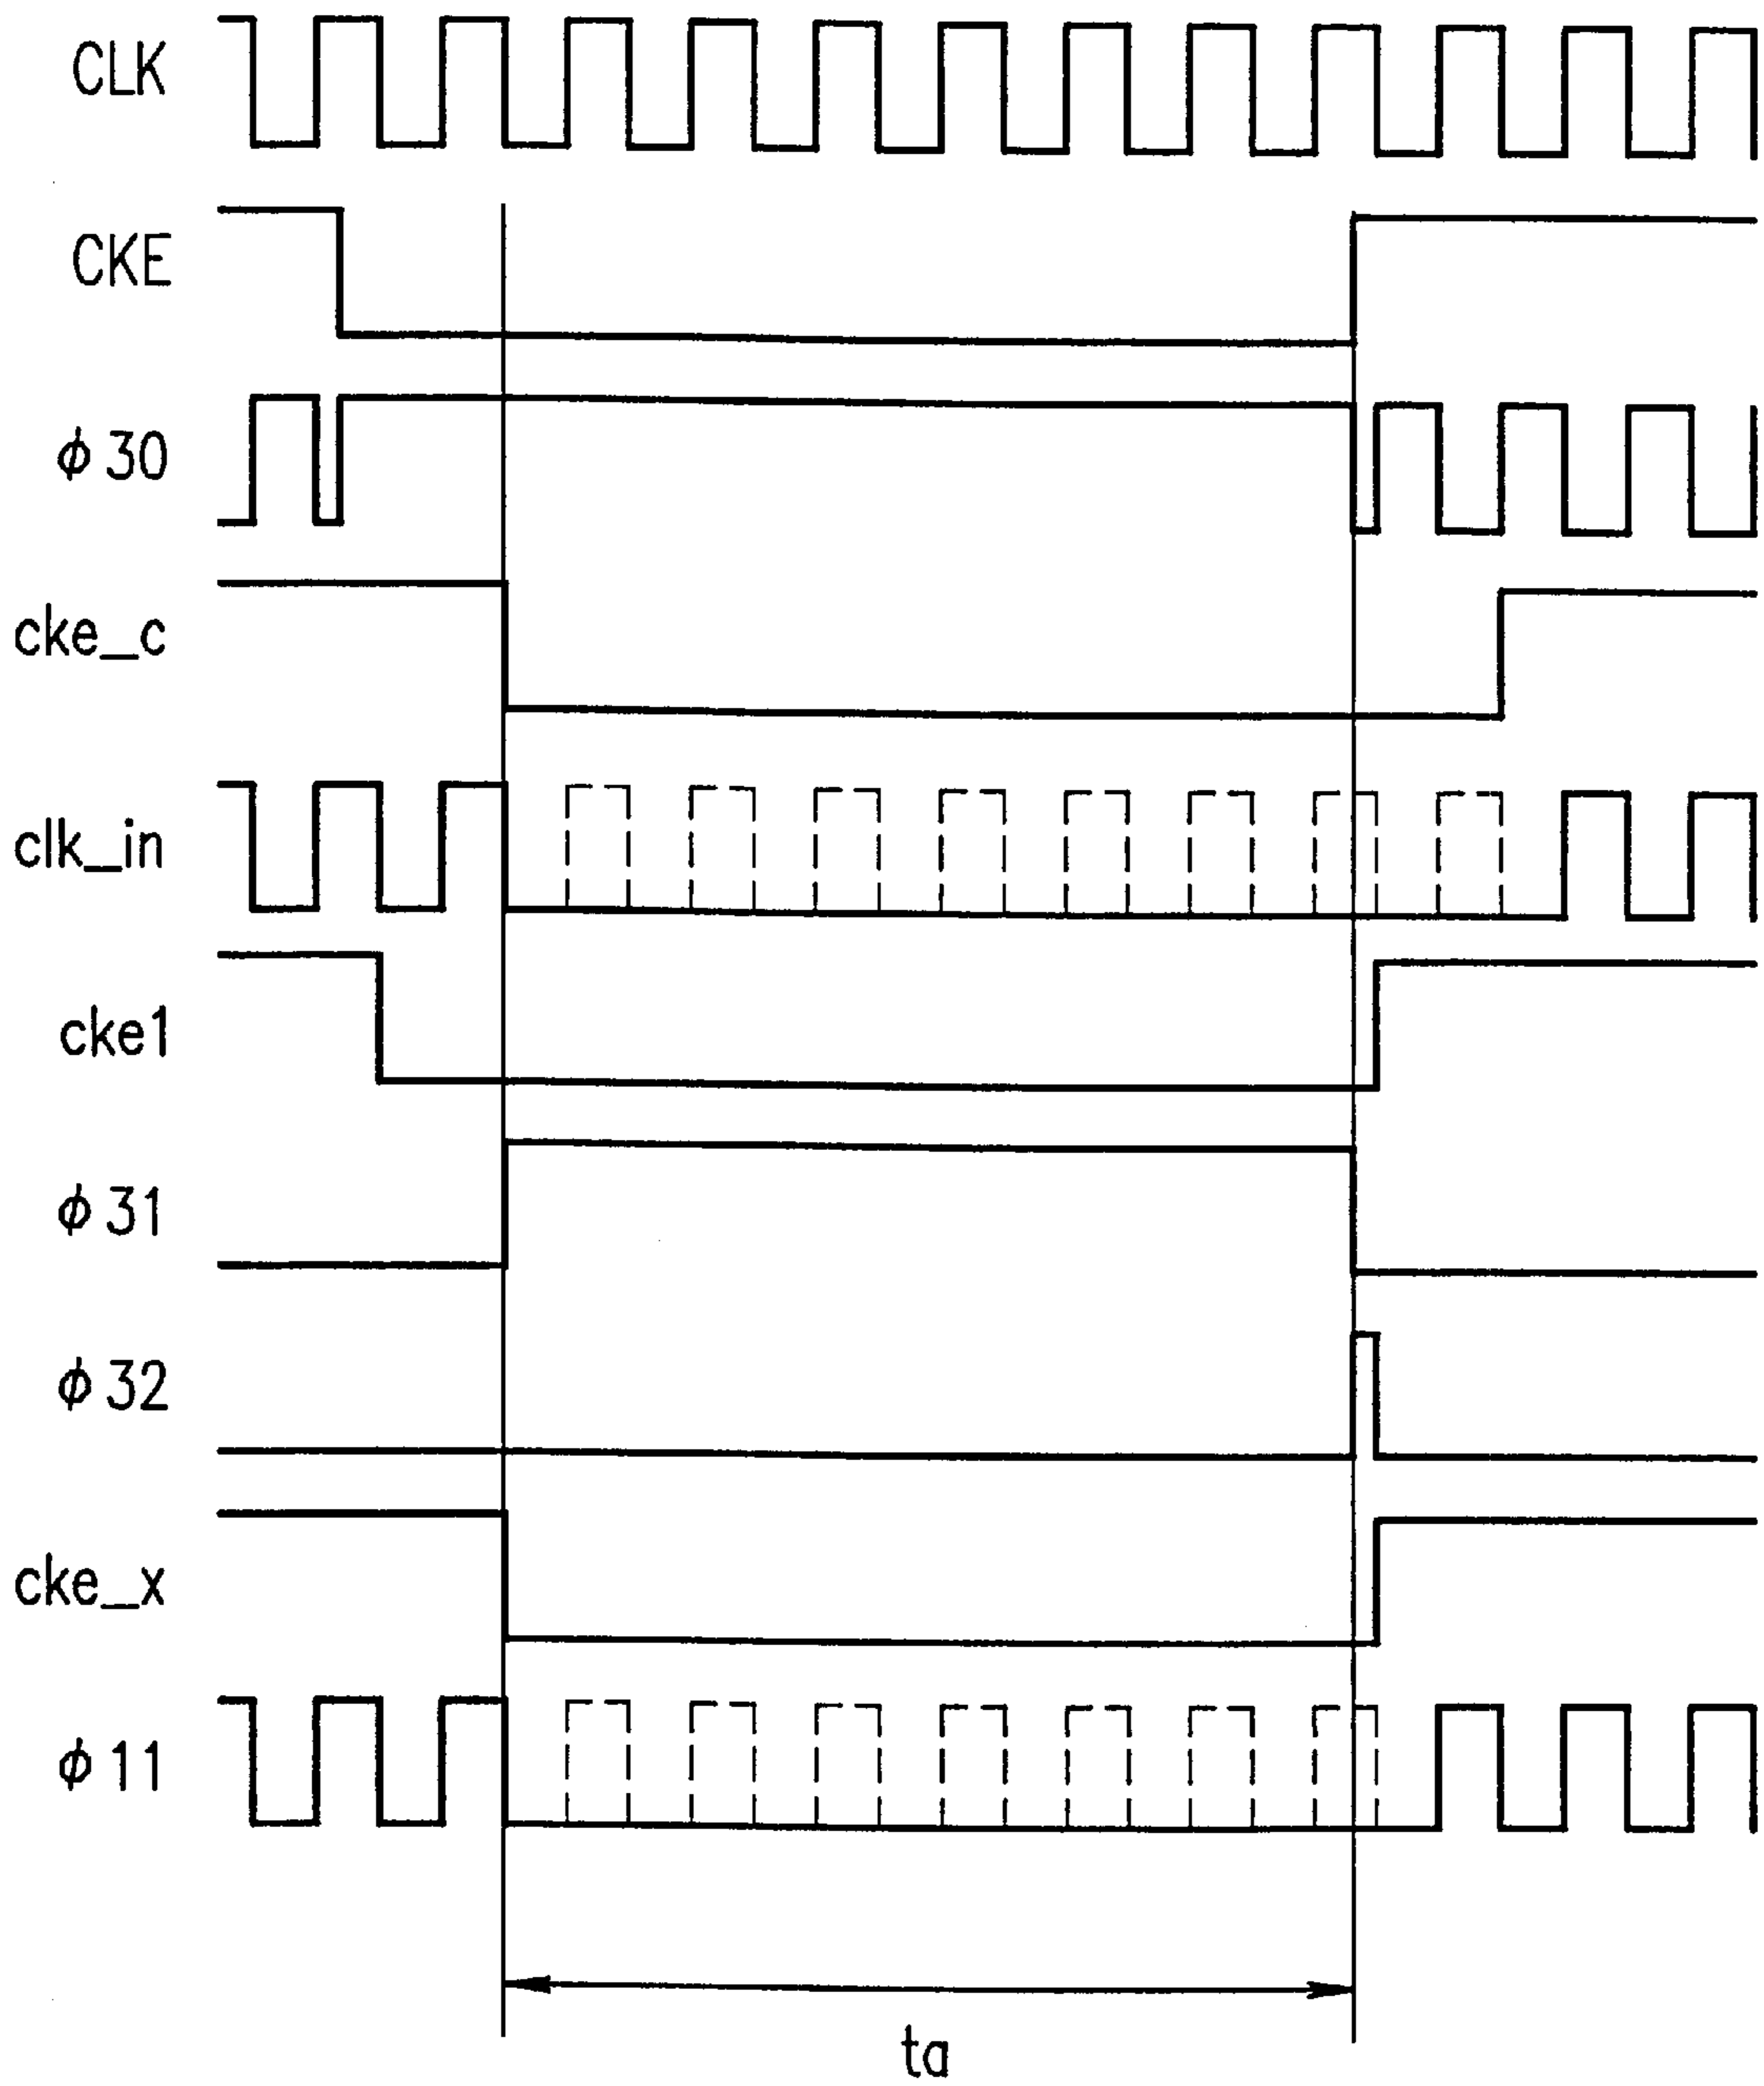 CLK
CKE
ϕ30
cke_c
clk_in
cke1
ϕ31
ϕ32
cke_x
ϕ11
ta